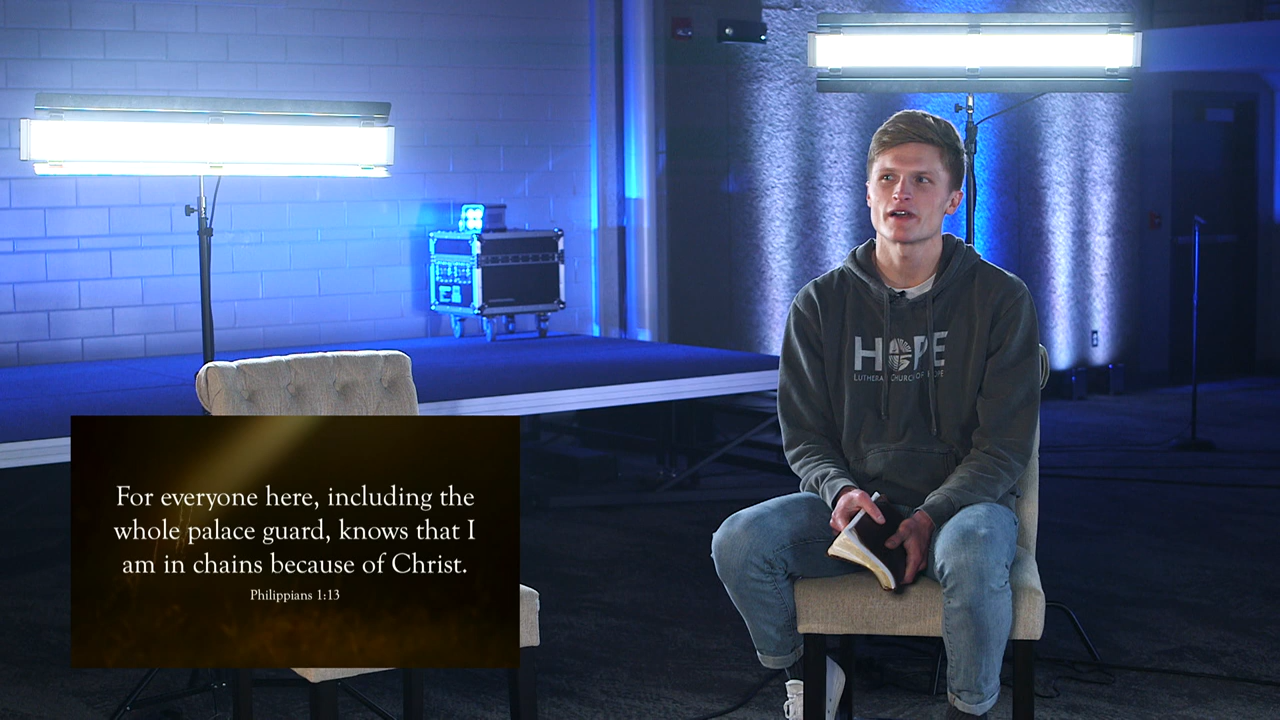 HOPE
LUTHERAN CHURCH OF HOPE
For everyone here, including the
whole palace guard, knows that I
am in chains because of Christ.
Philippians 1:13